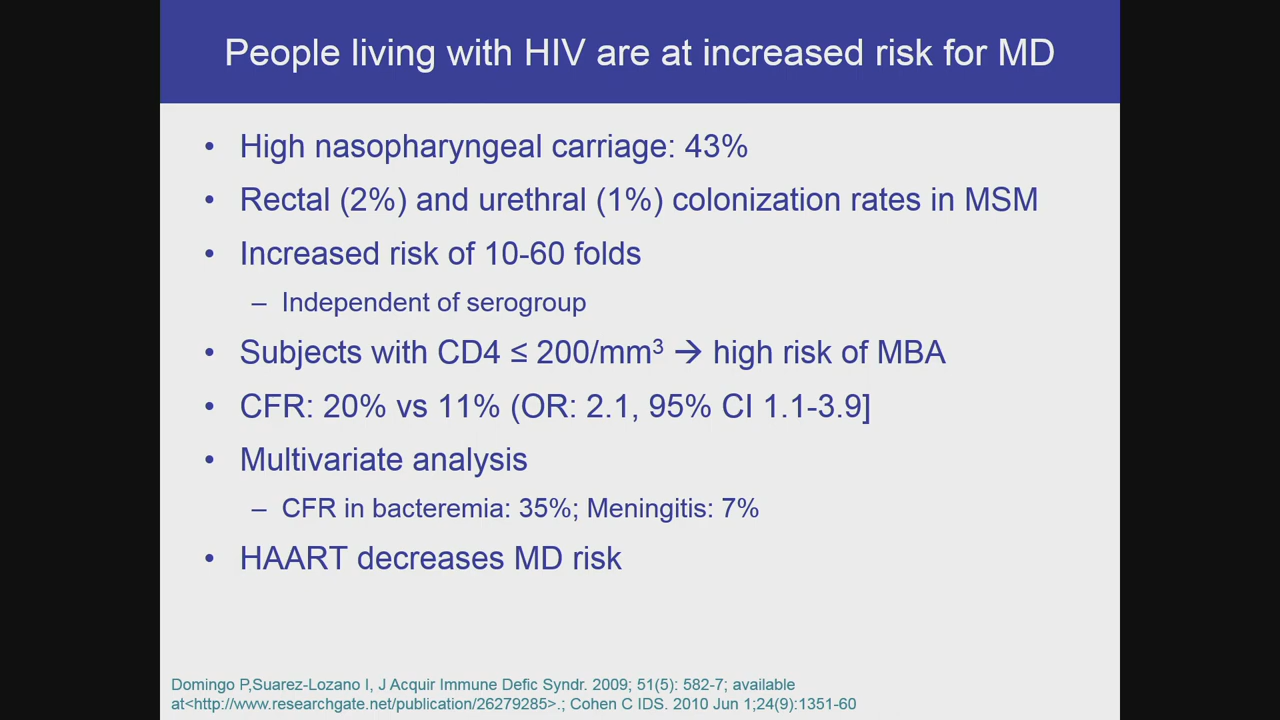 People living with HIV are at increased risk for MD
• High nasopharyngeal carriage: 43%
• Rectal (2%) and urethral (1%) colonization rates in MSM
• Increased risk of 10-60 folds
– Independent of serogroup
• Subjects with CD4 ≤ 200/mm³ → high risk of MBA
• CFR: 20% vs 11% (OR: 2.1, 95% CI 1.1-3.9]
• Multivariate analysis
– CFR in bacteremia: 35%; Meningitis: 7%
• HAART decreases MD risk
Domingo P,Suarez-Lozano I, J Acquir Immune Defic Syndr. 2009; 51(5): 582-7; available
at<http://www.researchgate.net/publication/26279285>.; Cohen C IDS. 2010 Jun 1;24(9):1351-60